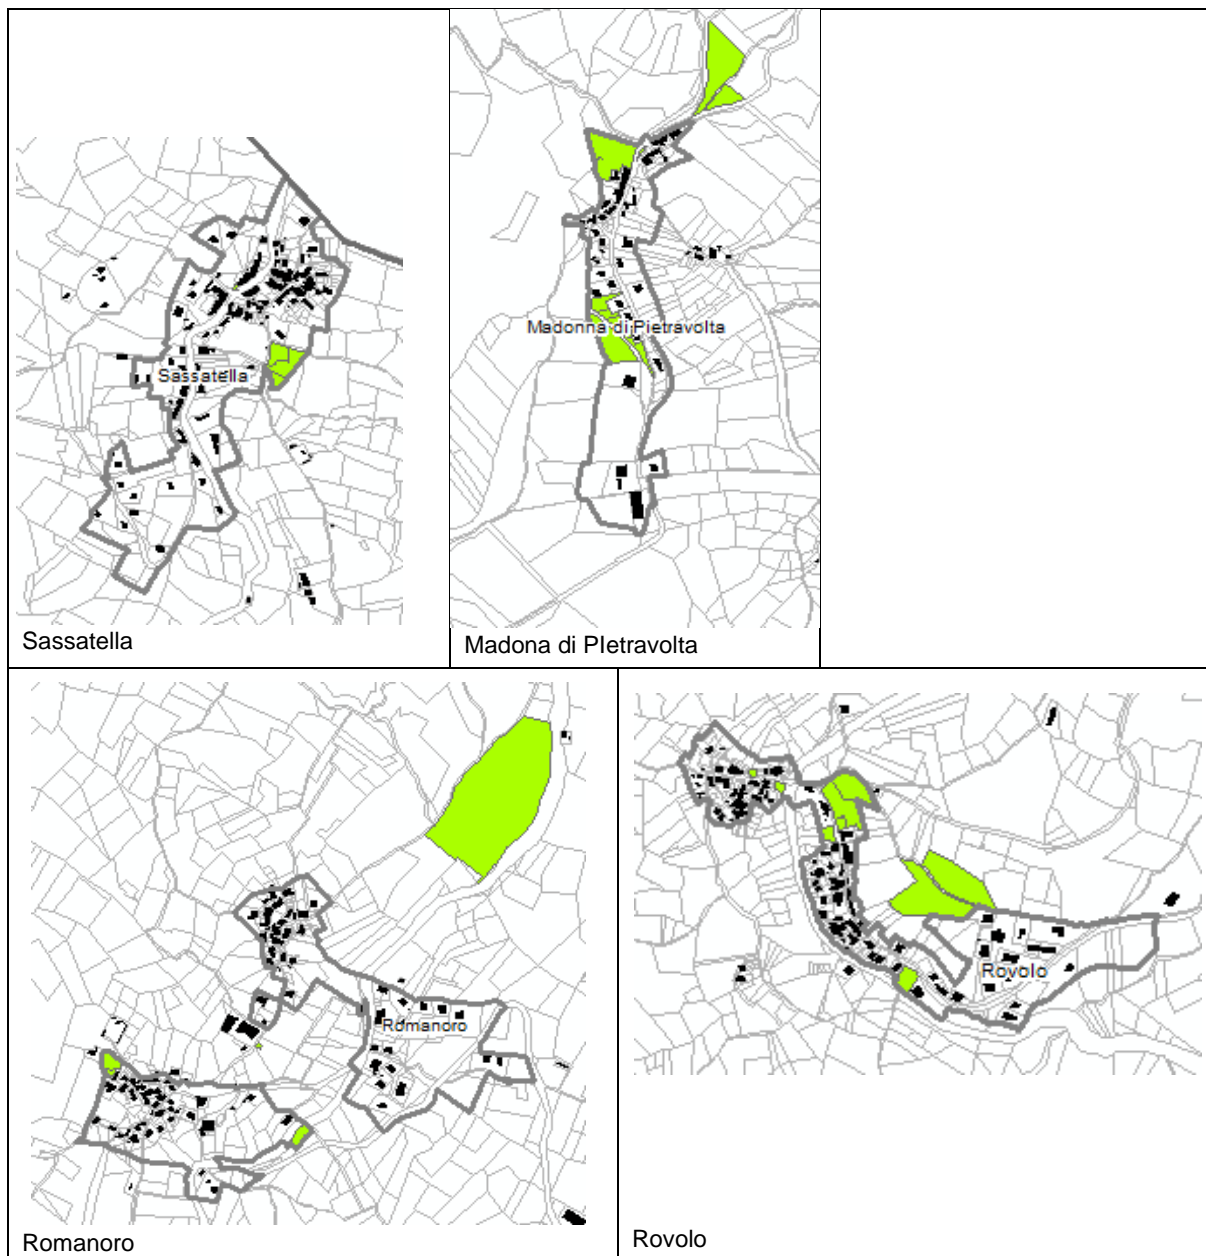 Sassatella
Sassatella
Madonna di Pietravolta
Madona di PIetravolta
Romanoro
Romanoro
Rovolo
Rovolo